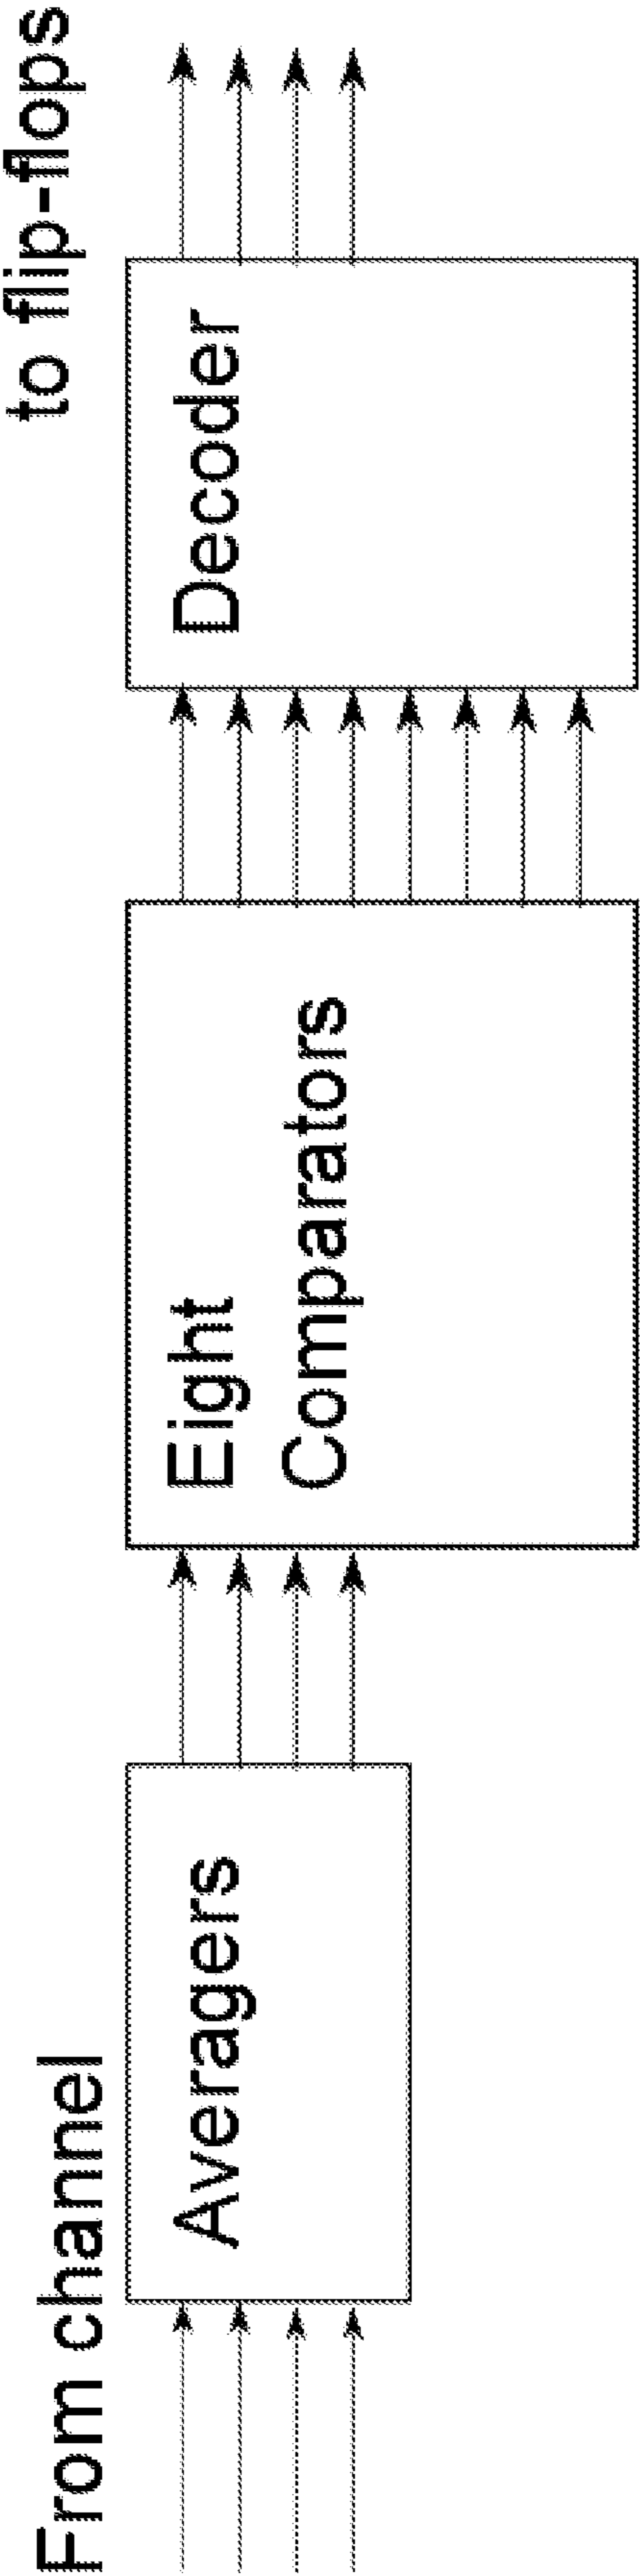 From channel
to flip-flops
Averagers
Eight
Comparators
Decoder